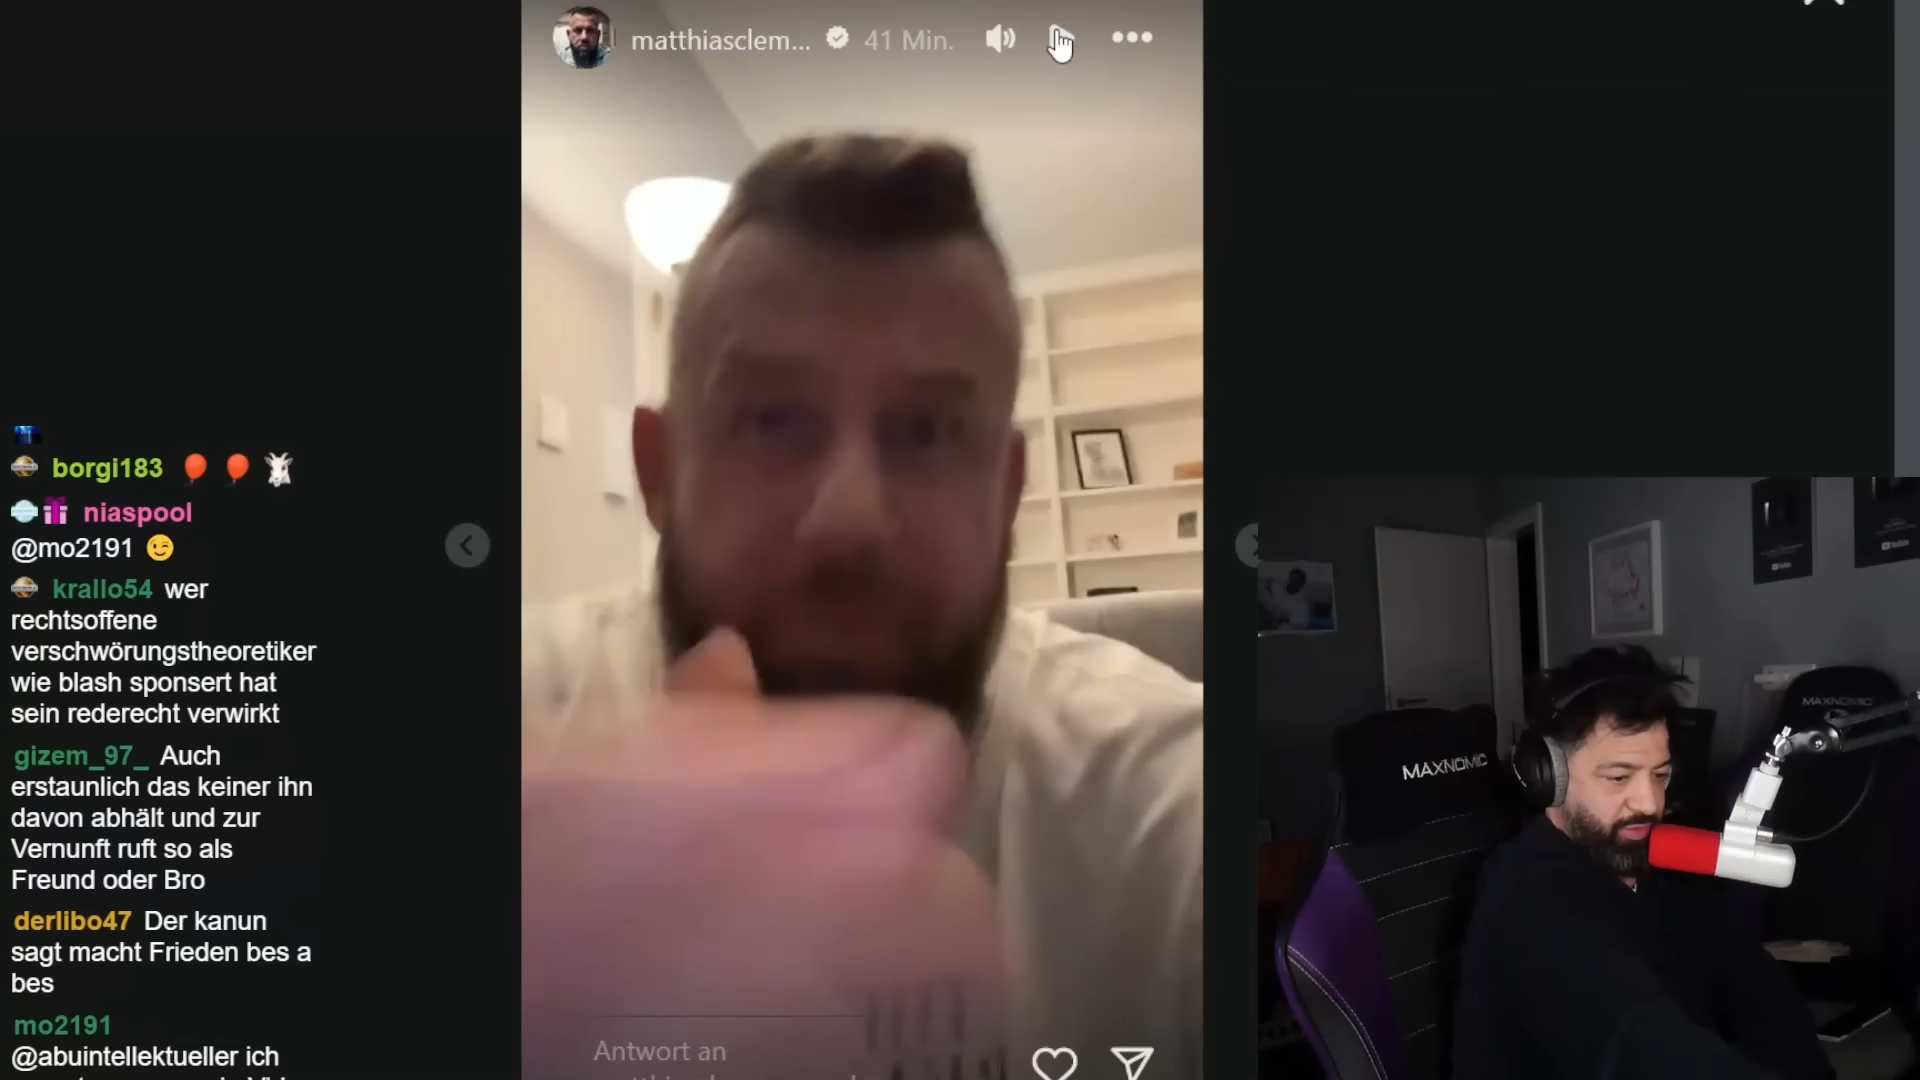 matthiasclem...
41 Min.
borgi183
niaspool
@mo2191
krallo54 wer
rechtsoffene
verschwörungstheoretiker
wie blash sponsert hat
sein rederecht verwirkt
gizem_97_ Auch
erstaunlich das keiner ihn
davon abhält und zur
Vernunft ruft so als
Freund oder Bro
derlibo47 Der kanun
sagt macht Frieden bes a
bes
mo2191
@abuintellektueller ich
Antwort an
MAXNOMIC
MAXNOMIC